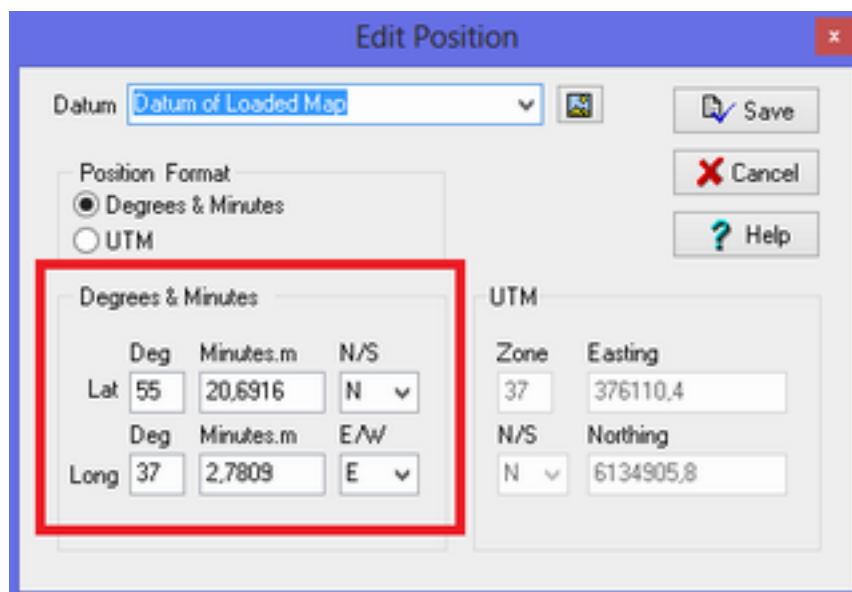 Edit Position
Datum Datum of Loaded Map
Save
Position Format
Cancel
Degrees & Minutes
UTM
Help
Degrees & Minutes
Deg Minutes.m N/S
Lat 55 20,6916 N
Deg Minutes.m E/W
Long 37 2,7809 E
UTM
Zone Easting
37 376110,4
N/S Northing
N 6134905,8